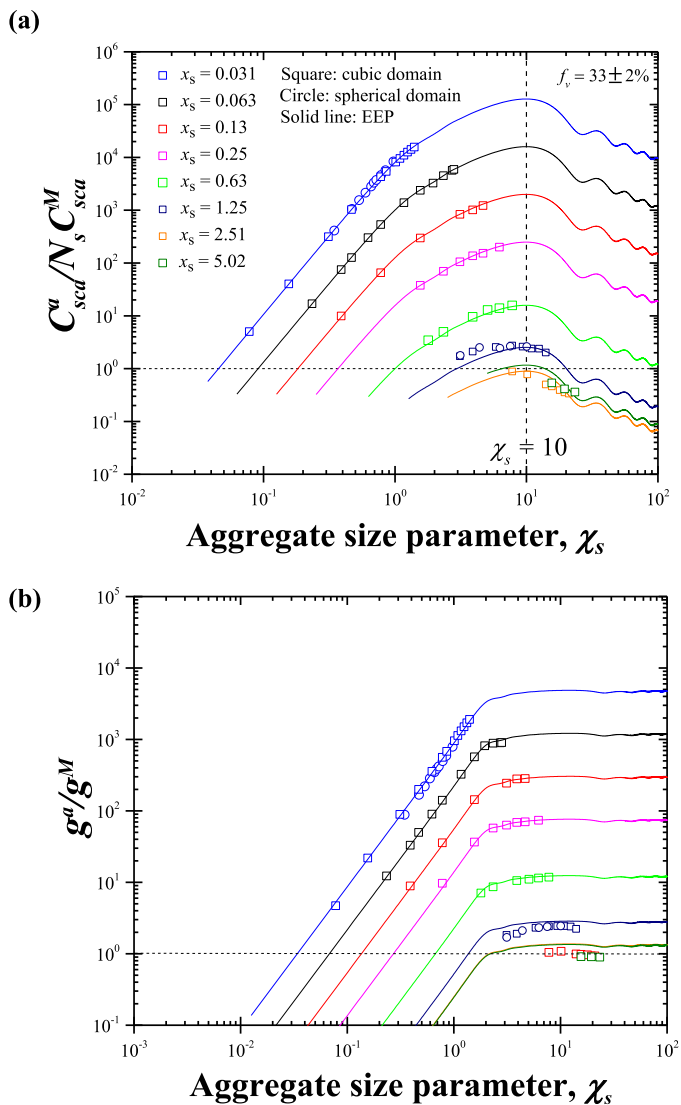 (a)
10^6
10^5
10^4
10^3
10^2
10^1
10^0
10^-1
10^-2
C^a_sca/N_s C^M_sca
x_s = 0.031
x_s = 0.063
x_s = 0.13
x_s = 0.25
x_s = 0.63
x_s = 1.25
x_s = 2.51
x_s = 5.02
Square: cubic domain
Circle: spherical domain
Solid line: EEP
f_v = 33±2%
χ_s = 10
10^-2 10^-1 10^0 10^1 10^2
Aggregate size parameter, χ_s
(b)
10^5
10^4
10^3
10^2
10^1
10^0
10^-1
g^a/g^M
10^-3 10^-2 10^-1 10^0 10^1 10^2
Aggregate size parameter, χ_s